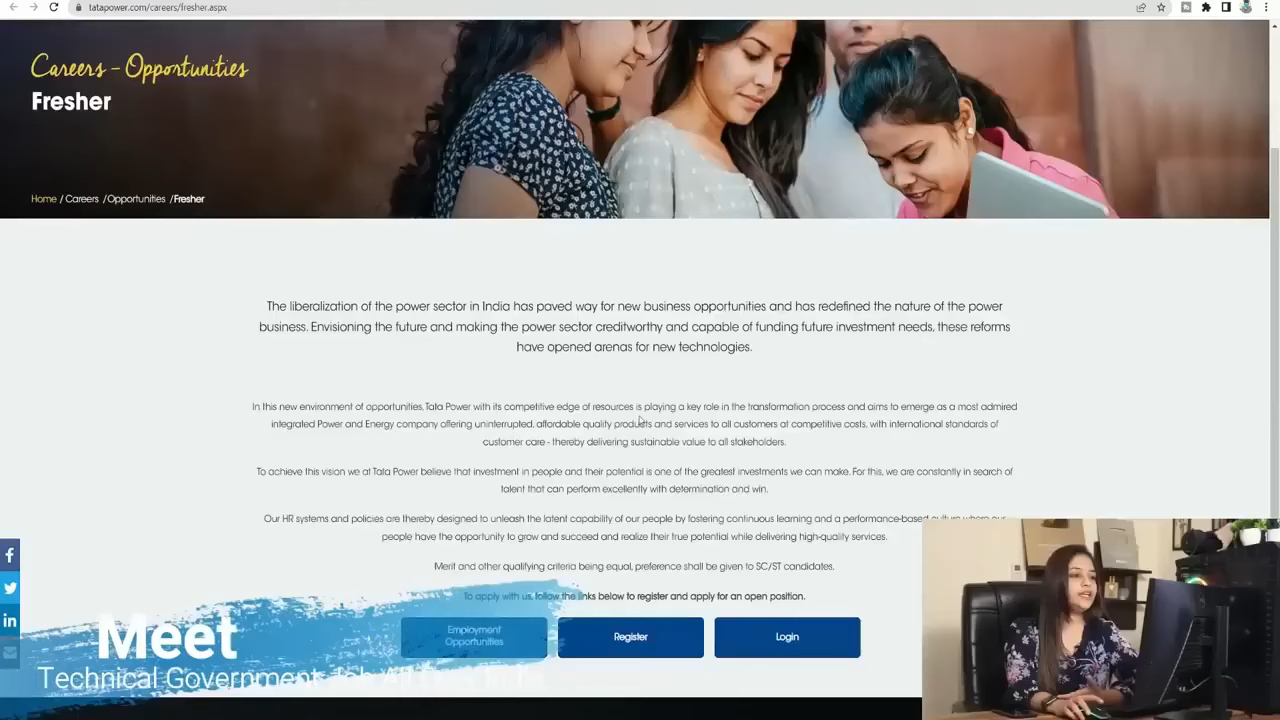 tatapower.com/careers/fresher.aspx
Careers - Opportunities
Fresher
Home / Careers / Opportunities / Fresher
The liberalization of the power sector in India has paved way for new business opportunities and has redefined the nature of the power
business. Envisioning the future and making the power sector creditworthy and capable of funding future investment needs, these reforms
have opened arenas for new technologies.
In this new environment of opportunities, Tata Power with its competitive edge of resources is playing a key role in the transformation process and aims to emerge as a most admired
integrated Power and Energy company offering uninterrupted, affordable quality products and services to all customers at competitive costs, with international standards of
customer care - thereby delivering sustainable value to all stakeholders.
To achieve this vision we at Tata Power believe that investment in people and their potential is one of the greatest investments we can make. For this, we are constantly in search of
talent that can perform excellently with determination and win.
Our HR systems and policies are thereby designed to unleash the latent capability of our people by fostering continuous learning and a performance-based culture where our
people have the opportunity to grow and succeed and realize their true potential while delivering high-quality services.
Merit and other qualifying criteria being equal, preference shall be given to SC/ST candidates.
To apply with us, follow the links below to register and apply for an open position.
Employment
Opportunities
Register
Login
Meet
Technical Government Job